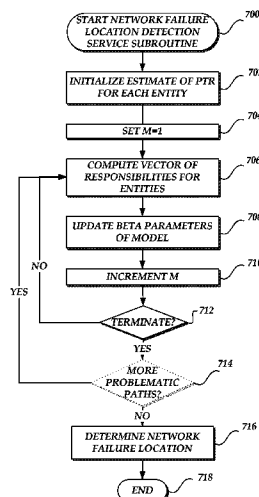 START NETWORK FAILURE
LOCATION DETECTION
SERVICE SUBROUTINE
700
INITIALIZE ESTIMATE OF PTR
FOR EACH ENTITY
SET M=1
COMPUTE VECTOR OF
RESPONSIBILITIES FOR
ENTITIES
706
UPDATE BETA PARAMETERS
OF MODEL
INCREMENT M
710
NO
YES
TERMINATE?
712
YES
MORE
PROBLEMATIC
PATHS?
714
NO
DETERMINE NETWORK
FAILURE LOCATION
716
END
718